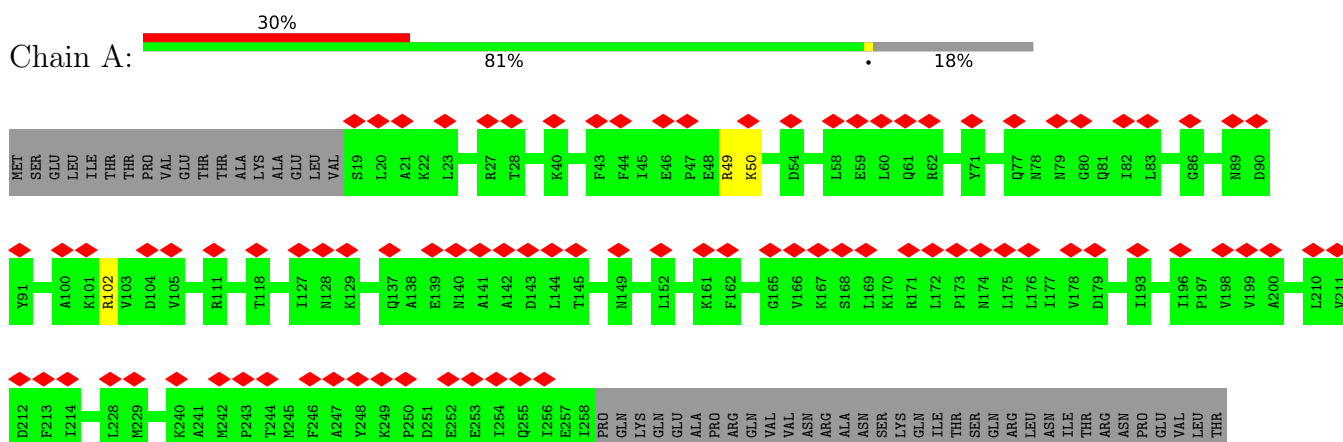 30%
Chain A:
81% • 18%
MET SER GLU LEU ILE THR THR PRO VAL GLU THR THR ALA LYS ALA GLU LEU VAL S19 L20 A21 K22 L23 R27 T28 K40 F43 F44 I45 E46 P47 E48 R49 K50 D54 L58 E59 L60 Q61 R62 Y71 Q77 N78 N79 G80 Q81 I82 L83 G86 N89 D90
Y91 A100 K101 R102 V103 D104 V105 R111 T118 I127 N128 K129 Q137 A138 E139 N140 A141 A142 D143 L144 T145 N149 L152 K161 F162 G165 V166 K167 S168 L169 K170 R171 L172 P173 N174 L175 L176 I177 V178 D179 I193 I196 P197 V198 V199 A200 L210 V211
D212 F213 I214 L228 M229 K240 A241 M242 P243 T244 M245 F246 A247 Y248 K249 P250 D251 E252 E253 I254 Q255 I256 E257 I258 PRO GLN LYS GLN GLU ALA PRO ARG GLN VAL VAL ASN ARG ALA ASN SER LYS GLN ILE THR SER GLN ARG LEU ASN ILE THR ARG ASN PRO GLU VAL LEU THR